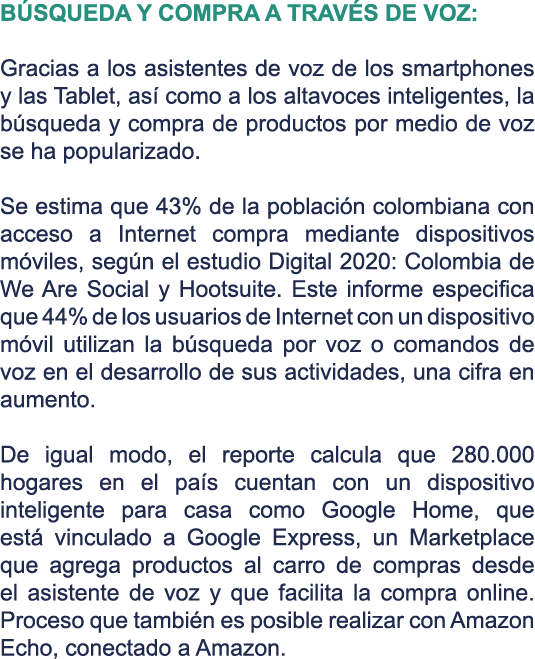 BÚSQUEDA Y COMPRA A TRAVÉS DE VOZ:
Gracias a los asistentes de voz de los smartphones
y las Tablet, así como a los altavoces inteligentes, la
búsqueda y compra de productos por medio de voz
se ha popularizado.
Se estima que 43% de la población colombiana con
acceso a Internet compra mediante dispositivos
móviles, según el estudio Digital 2020: Colombia de
We Are Social y Hootsuite. Este informe especifica
que 44% de los usuarios de Internet con un dispositivo
móvil utilizan la búsqueda por voz o comandos de
voz en el desarrollo de sus actividades, una cifra en
aumento.
De igual modo, el reporte calcula que 280.000
hogares en el país cuentan con un dispositivo
inteligente para casa como Google Home, que
está vinculado a Google Express, un Marketplace
que agrega productos al carro de compras desde
el asistente de voz y que facilita la compra online.
Proceso que también es posible realizar con Amazon
Echo, conectado a Amazon.